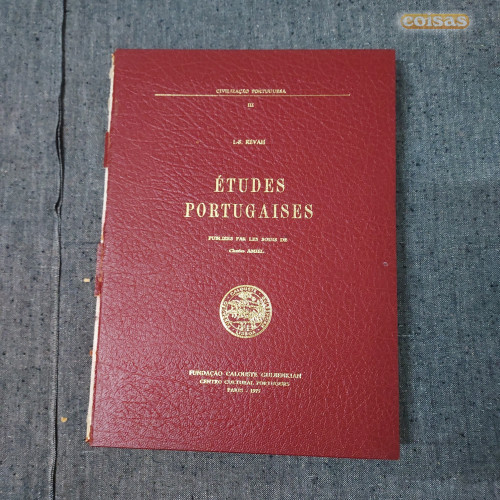 coisas
CIVILIZAÇÃO PORTUGUESA
III
I.-S. RÉVAH
ÉTUDES
PORTUGAISES
PUBLIÉES PAR LES SOINS DE
Charles AMIEL
FUNDAÇÃO CALOUSTE GULBENKIAN
CENTRO CULTURAL PORTUGUÊS
PARIS - 1975